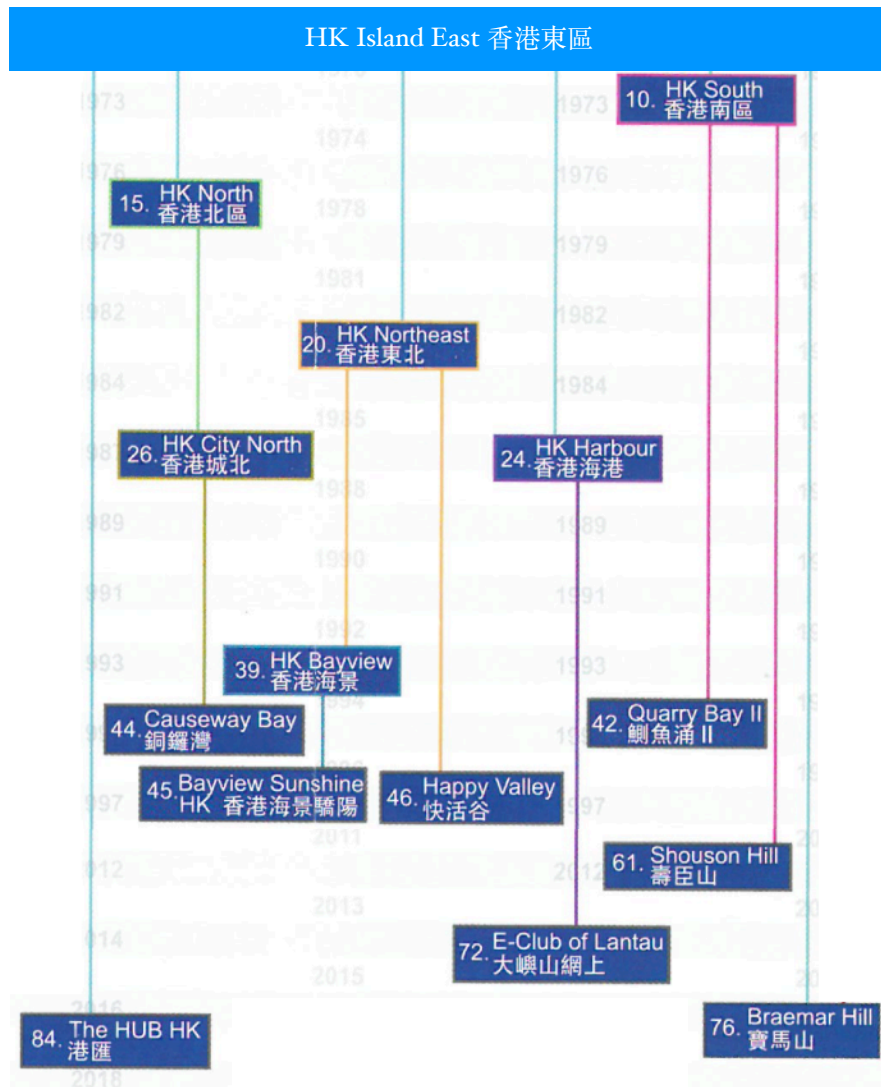 HK Island East 香港東區
1973
1973
10. HK South
香港南區
1974
1976
1976
15. HK North
香港北區
1978
1979
1979
1981
1982
1982
20. HK Northeast
香港東北
1984
1984
1985
26. HK City North
香港城北
24. HK Harbour
香港海港
1988
1989
1989
1990
1991
1991
1992
39. HK Bayview
香港海景
1993
1993
1994
44. Causeway Bay
銅鑼灣
42. Quarry Bay II
鰂魚涌 II
45. Bayview Sunshine
HK 香港海景驕陽
46. Happy Valley
快活谷
997
997
2011
61. Shouson Hill
壽臣山
012
2012
2013
72. E-Club of Lantau
大嶼山網上
014
2015
2016
84. The HUB HK
港匯
76. Braemar Hill
寶馬山
2018